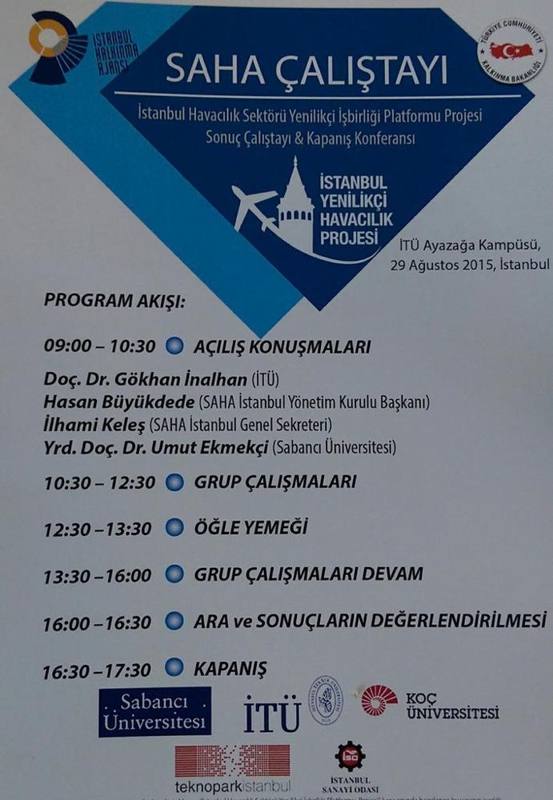 İSTANBUL
KALKINMA
AJANSI
TÜRKİYE CUMHURİYETİ
KALKINMA BAKANLIĞI
SAHA ÇALIŞTAYI
İstanbul Havacılık Sektörü Yenilikçi İşbirliği Platformu Projesi
Sonuç Çalıştayı & Kapanış Konferansı
İSTANBUL
YENİLİKÇİ
HAVACILIK
PROJESİ
İTÜ Ayazağa Kampüsü,
29 Ağustos 2015, İstanbul
PROGRAM AKIŞI:
09:00 – 10:30 AÇILIŞ KONUŞMALARI
Doç. Dr. Gökhan İnalhan (İTÜ)
Hasan Büyükdede (SAHA İstanbul Yönetim Kurulu Başkanı)
İlhami Keleş (SAHA İstanbul Genel Sekreteri)
Yrd. Doç. Dr. Umut Ekmekçi (Sabancı Üniversitesi)
10:30 – 12:30 GRUP ÇALIŞMALARI
12:30 –13:30 ÖĞLE YEMEĞİ
13:30 –16:00 GRUP ÇALIŞMALARI DEVAM
16:00 –16:30 ARA ve SONUÇLARIN DEĞERLENDİRİLMESİ
16:30 –17:30 KAPANIŞ
Sabancı
Üniversitesi
İTÜ
KOÇ
ÜNİVERSİTESİ
teknoparkistanbul
İSO
İSTANBUL
SANAYİ ODASI